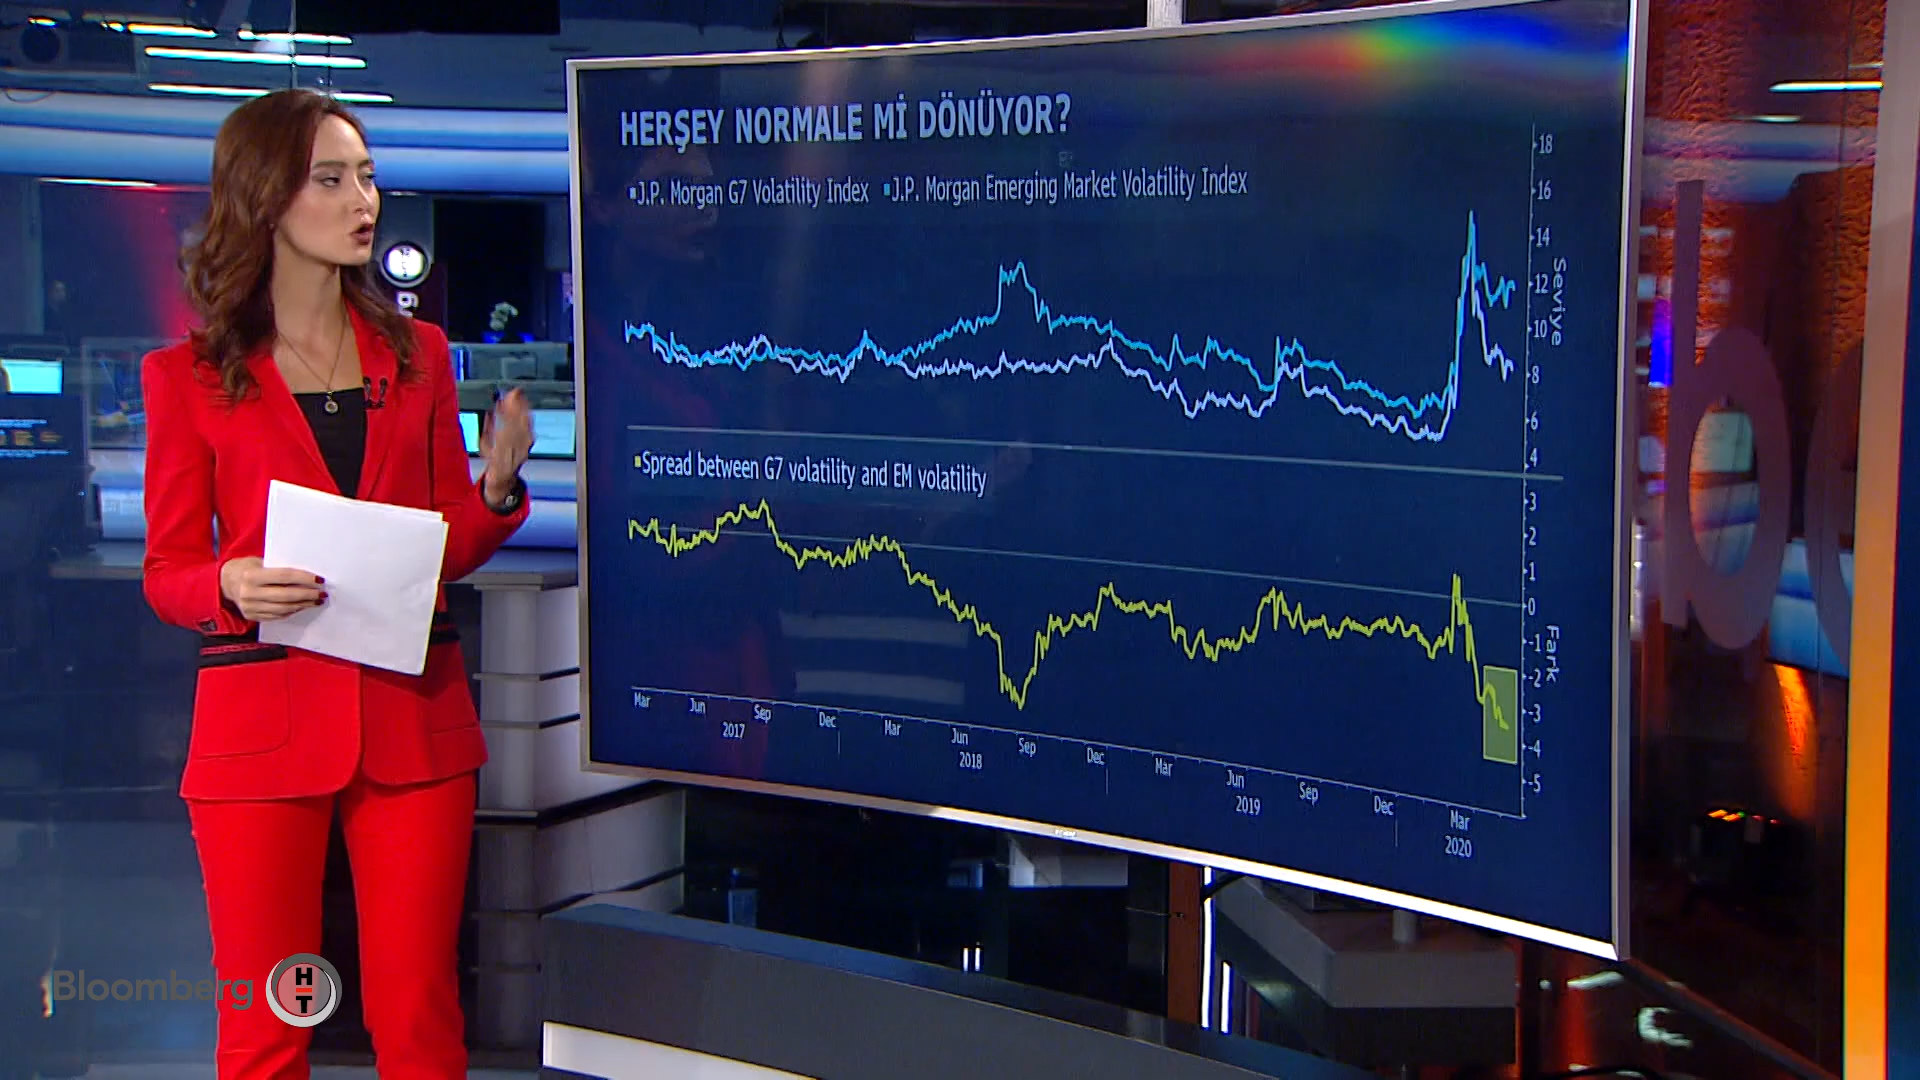 HERŞEY NORMALE Mİ DÖNÜYOR?
J.P. Morgan G7 Volatility Index J.P. Morgan Emerging Market Volatility Index
18
16
14
12
10
8
6
4
Seviye
Spread between G7 volatility and EM volatility
3
2
1
0
-1
-2
-3
-4
-5
Fark
Mar Jun Sep Dec Mar Jun Sep Dec Mar Jun Sep Dec Mar
2017 2018 2019 2020
Bloomberg HT